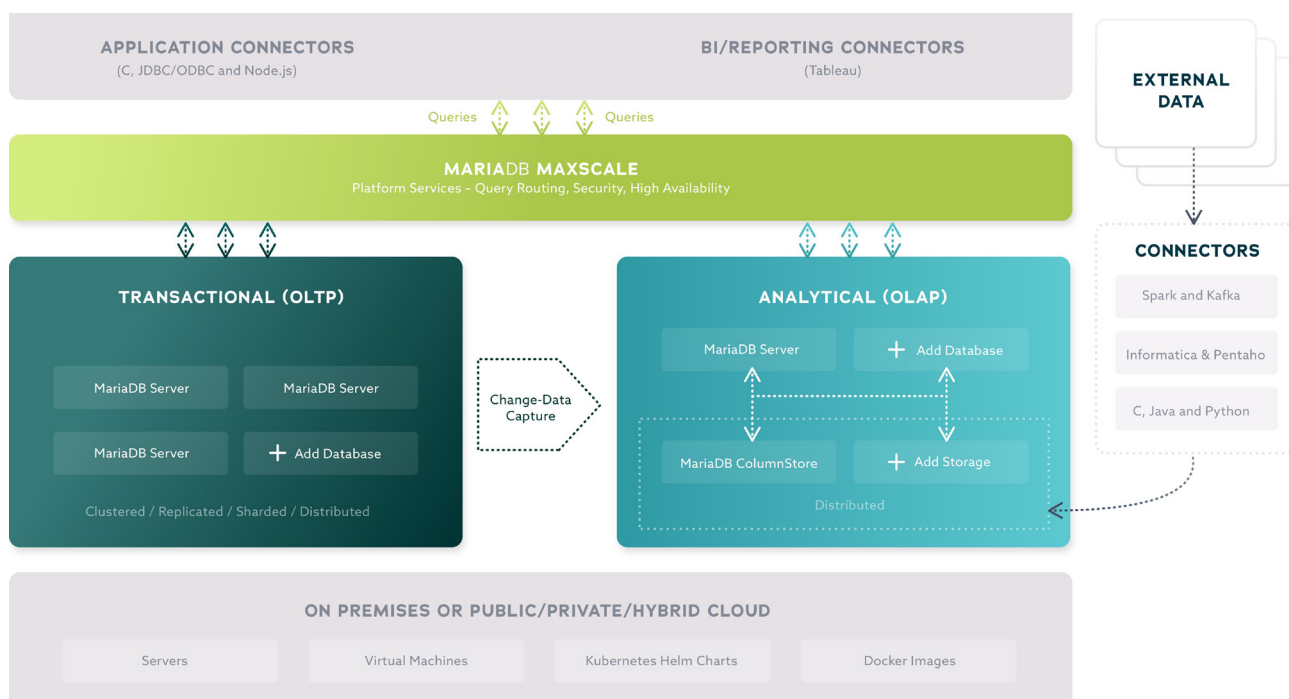 APPLICATION CONNECTORS
(C, JDBC/ODBC and Node.js)
BI/REPORTING CONNECTORS
(Tableau)
Queries
Queries
MARIADB MAXSCALE
Platform Services – Query Routing, Security, High Availability
TRANSACTIONAL (OLTP)
MariaDB Server
MariaDB Server
MariaDB Server
+ Add Database
Clustered / Replicated / Sharded / Distributed
Change-Data
Capture
ANALYTICAL (OLAP)
MariaDB Server
+ Add Database
MariaDB ColumnStore
+ Add Storage
Distributed
EXTERNAL
DATA
CONNECTORS
Spark and Kafka
Informatica & Pentaho
C, Java and Python
ON PREMISES OR PUBLIC/PRIVATE/HYBRID CLOUD
Servers
Virtual Machines
Kubernetes Helm Charts
Docker Images